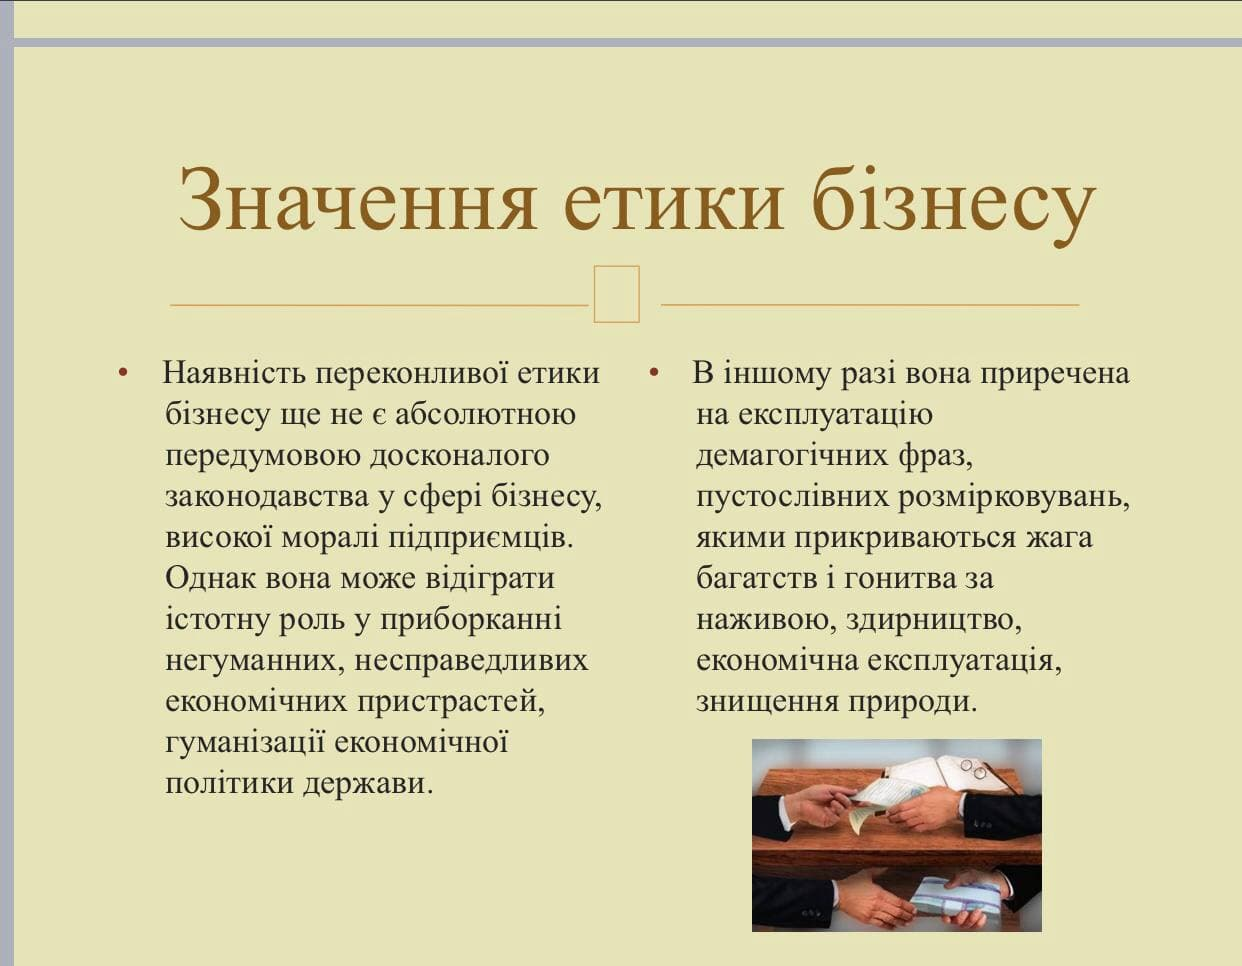 Значення етики бізнесу
• Наявність переконливої етики
бізнесу ще не є абсолютною
передумовою досконалого
законодавства у сфері бізнесу,
високої моралі підприємців.
Однак вона може відіграти
істотну роль у приборканні
негуманних, несправедливих
економічних пристрастей,
гуманізації економічної
політики держави.
• В іншому разі вона приречена
на експлуатацію
демагогічних фраз,
пустослівних розмірковувань,
якими прикриваються жага
багатств і гонитва за
наживою, здирництво,
економічна експлуатація,
знищення природи.